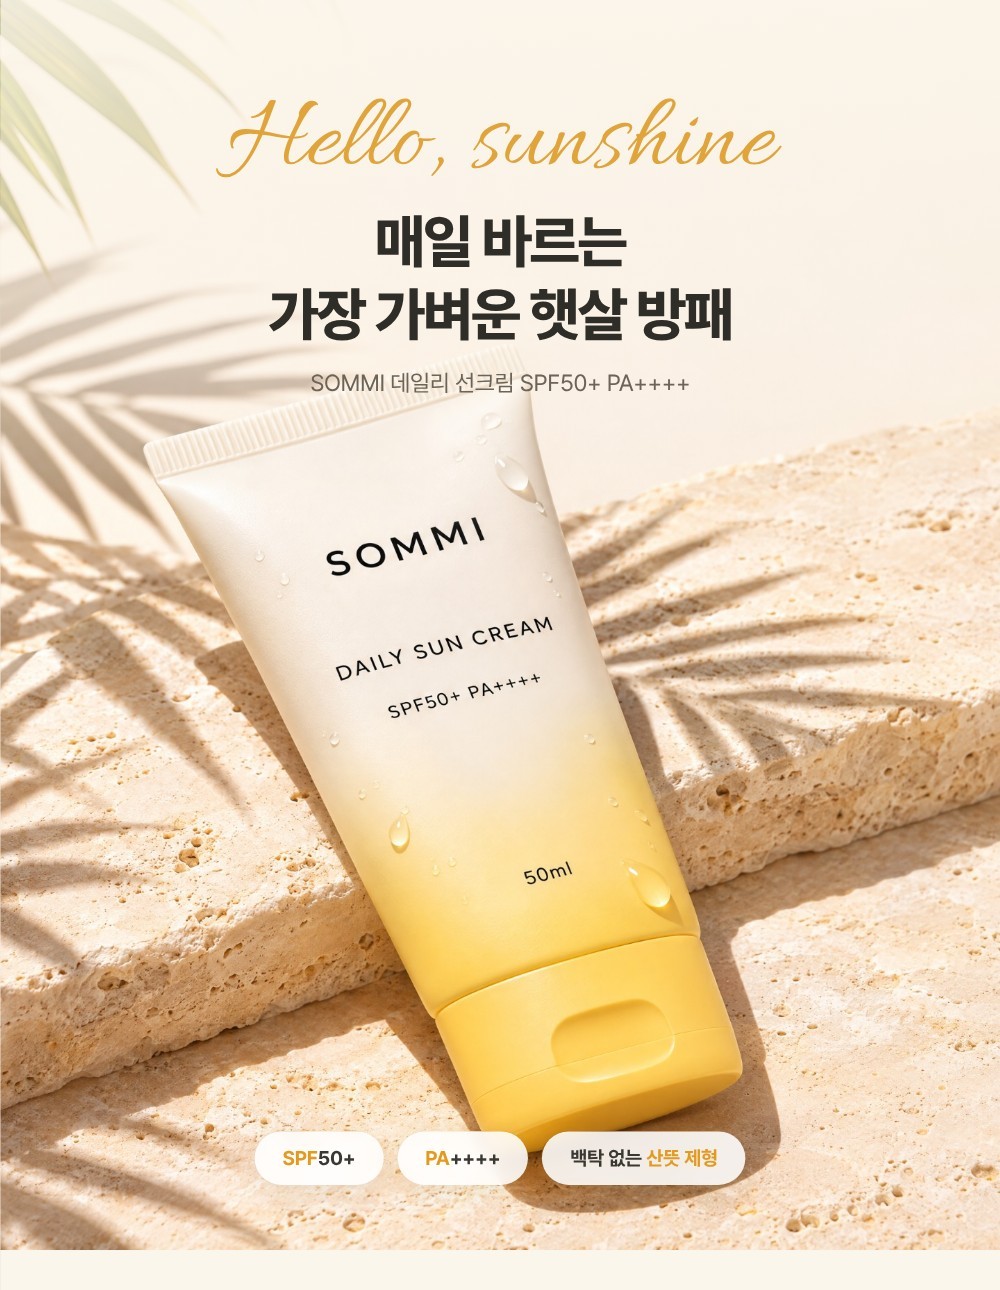 Hello, sunshine
매일 바르는
가장 가벼운 햇살 방패
SOMMI 데일리 선크림 SPF50+ PA++++
SOMMI
DAILY SUN CREAM
SPF50+ PA++++
50ml
SPF50+
PA++++
백탁 없는 산뜻 제형